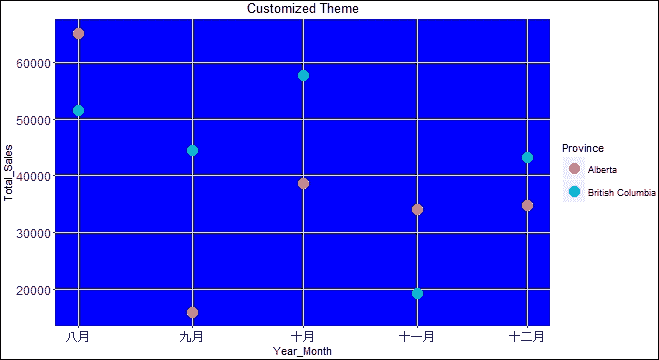 Customized Theme
Total_Sales
60000
50000
40000
30000
20000
八月 九月 十月 十一月 十二月
Year_Month
Province
Alberta
British Columbia